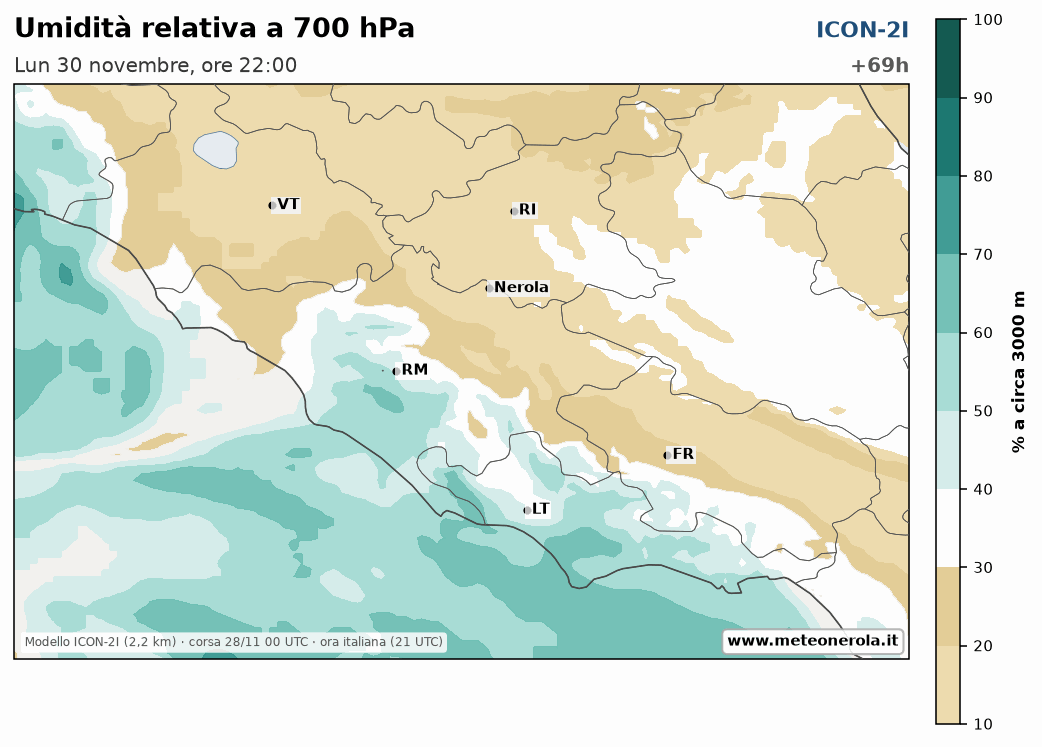 Umidità relativa a 700 hPa
ICON-2I
Lun 30 novembre, ore 22:00
+69h
VT
RI
Nerola
RM
FR
LT
Modello ICON-2I (2,2 km) · corsa 28/11 00 UTC · ora italiana (21 UTC)
www.meteonerola.it
100
90
80
70
60
50
40
30
20
10
% a circa 3000 m